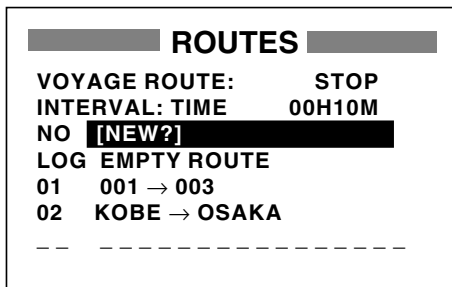 ROUTES
VOYAGE ROUTE: STOP
INTERVAL: TIME 00H10M
NO [NEW?]
LOG EMPTY ROUTE
01 001 → 003
02 KOBE → OSAKA
_ _ _ _ _ _ _ _ _ _ _ _ _ _ _ _ _ _